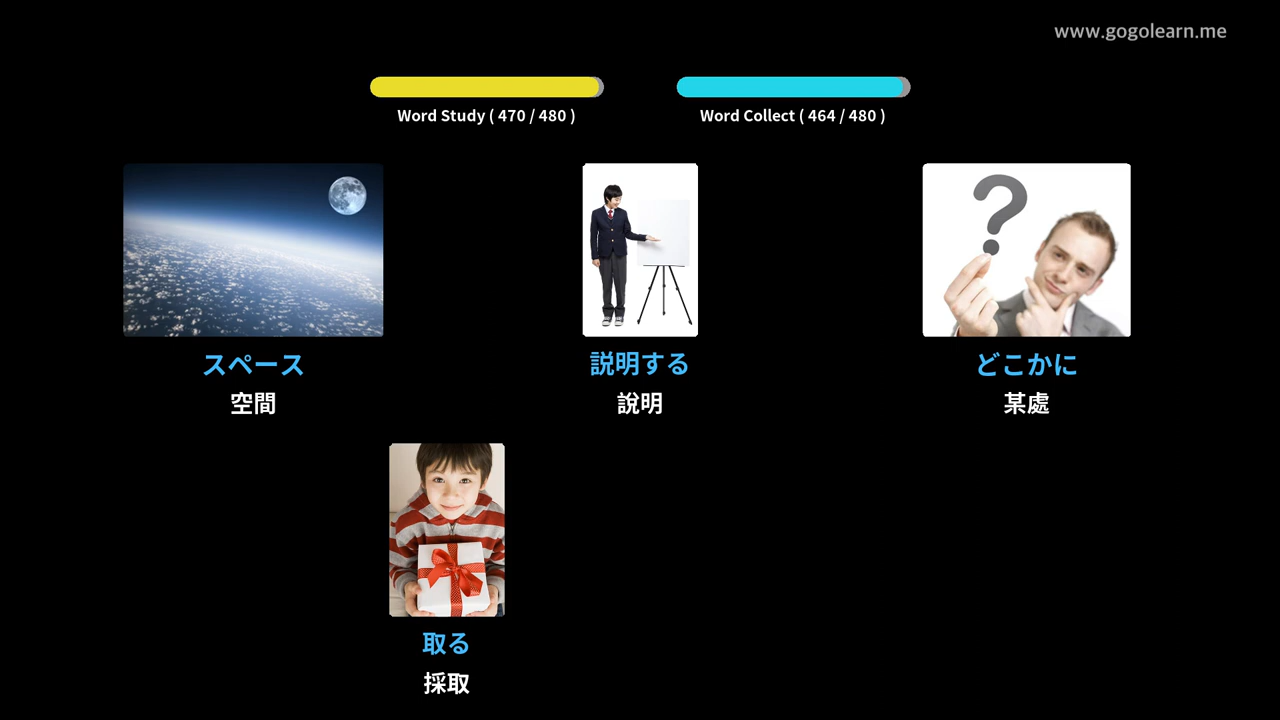 www.gogolearn.me
Word Study ( 470 / 480 )
Word Collect ( 464 / 480 )
スペース
空間
説明する
說明
どこかに
某處
取る
採取